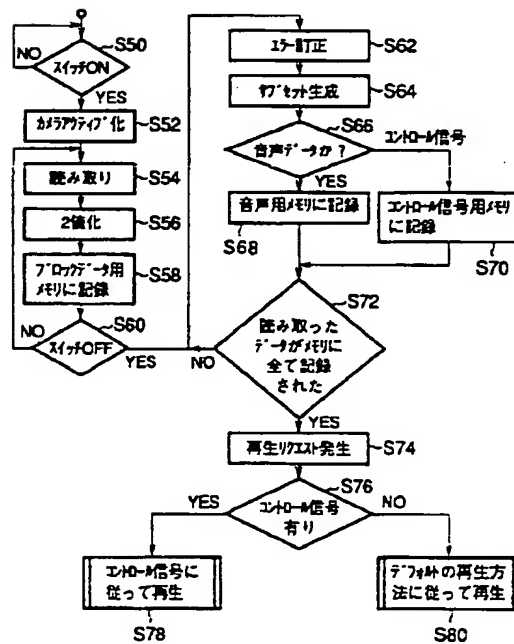 S50
NO
スイッチON
YES
カメラアクティブ化
S52
読み取り
S54
2値化
S56
ブロックデータ用
メモリに記録
S58
S60
NO
スイッチOFF
YES
エラー訂正
S62
サブセット生成
S64
S66
音声データか?
コントロール信号
YES
音声用メモリ
に記録
S68
コントロール信号用メモリ
に記録
S70
S72
読み取った
データがメモリに
全て記録
された
NO
YES
再生リクエスト発生
S74
S76
YES
コントロール信号
有り
NO
コントロール信号に
従って再生
S78
デフォルトの再生方
法に従って再生
S80